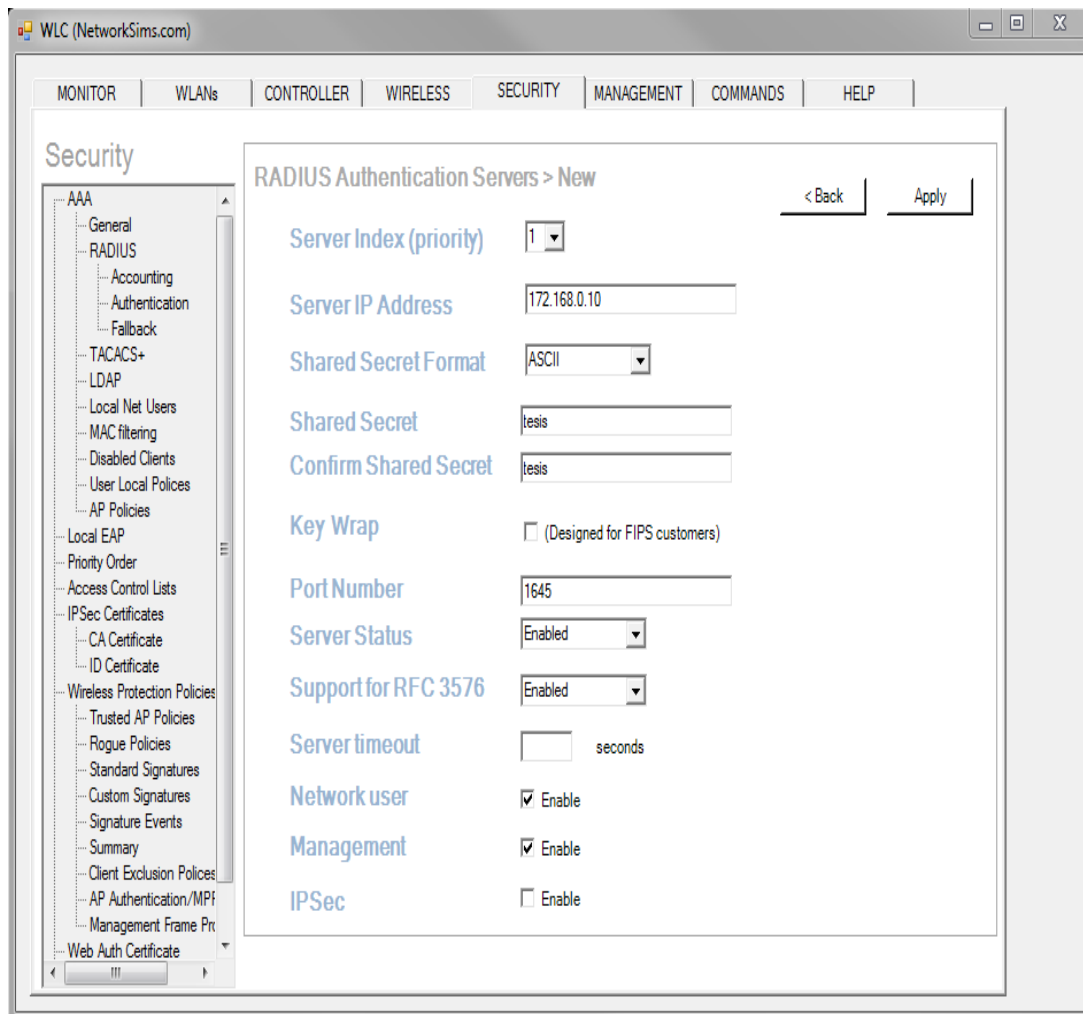 WLC (NetworkSims.com)
MONITOR WLANs CONTROLLER WIRELESS SECURITY MANAGEMENT COMMANDS HELP
Security
AAA
General
RADIUS
Accounting
Authentication
Fallback
TACACS+
LDAP
Local Net Users
MAC filtering
Disabled Clients
User Local Polices
AP Policies
Local EAP
Priority Order
Access Control Lists
IPSec Certificates
CA Certificate
ID Certificate
Wireless Protection Policies
Trusted AP Policies
Rogue Policies
Standard Signatures
Custom Signatures
Signature Events
Summary
Client Exclusion Polices
AP Authentication/MPF
Management Frame Pro
Web Auth Certificate
RADIUS Authentication Servers > New
< Back Apply
Server Index (priority) 1
Server IP Address 172.168.0.10
Shared Secret Format ASCII
Shared Secret tesis
Confirm Shared Secret tesis
Key Wrap (Designed for FIPS customers)
Port Number 1645
Server Status Enabled
Support for RFC 3576 Enabled
Server timeout seconds
Network user Enable
Management Enable
IPSec Enable